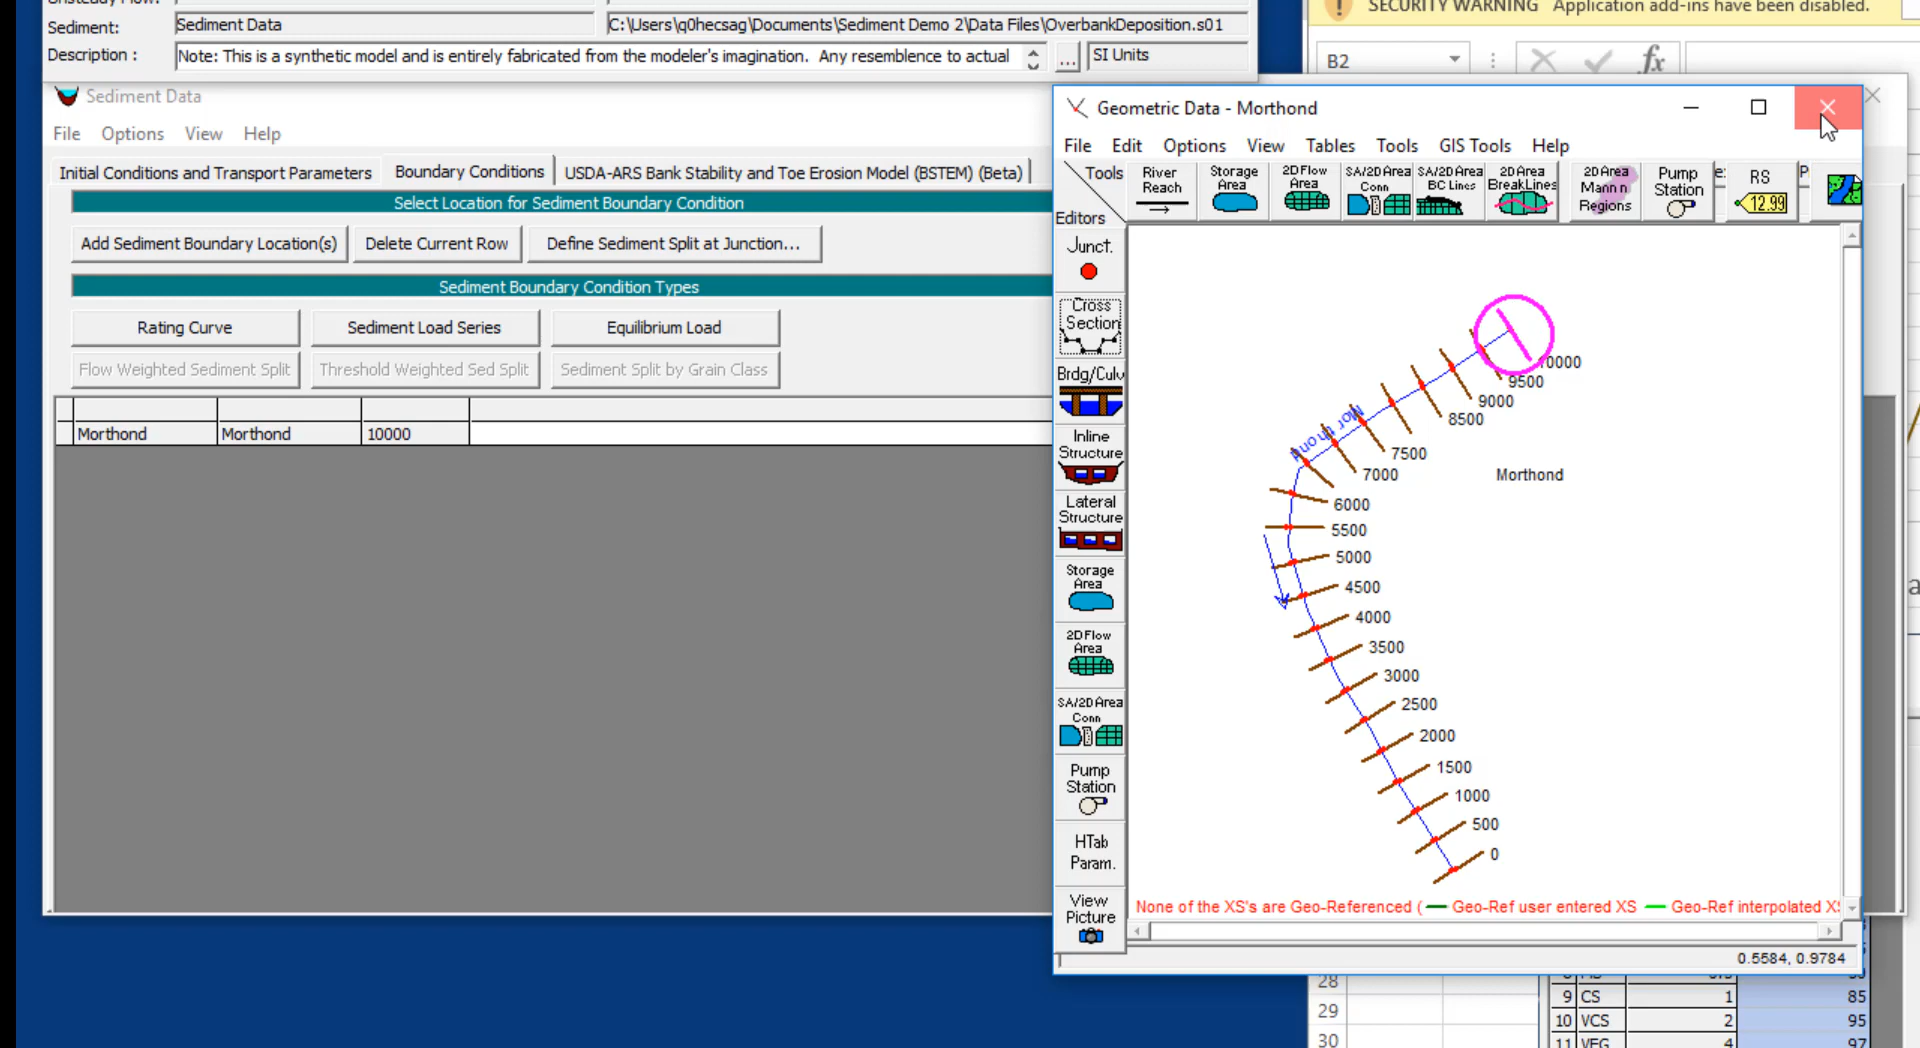 Sediment:
Sediment Data
C:\Users\q0hecsag\Documents\Sediment Demo 2\Data Files\OverbankDeposition.s01
Description :
Note: This is a synthetic model and is entirely fabricated from the modeler's imagination.  Any resemblence to actual
...
SI Units
SECURITY WARNING  Application add-ins have been disabled.
B2
fx
Sediment Data
File Options View Help
Initial Conditions and Transport Parameters
Boundary Conditions
USDA-ARS Bank Stability and Toe Erosion Model (BSTEM) (Beta)
Select Location for Sediment Boundary Condition
Add Sediment Boundary Location(s)
Delete Current Row
Define Sediment Split at Junction...
Sediment Boundary Condition Types
Rating Curve
Sediment Load Series
Equilibrium Load
Flow Weighted Sediment Split
Threshold Weighted Sed Split
Sediment Split by Grain Class
Morthond Morthond 10000
Geometric Data - Morthond
File Edit Options View Tables Tools GIS Tools Help
Tools
Editors
River
Reach
Storage
Area
2D Flow
Area
SA/2D Area
Conn
SA/2D Area
BC Lines
2D Area
BreakLines
2D Area
Mann n
Regions
Pump
Station
RS
12.99
Junct.
Cross
Section
Brdg/Culv
Inline
Structure
Lateral
Structure
Storage
Area
2D Flow
Area
SA/2D Area
Conn
Pump
Station
HTab
Param.
View
Picture
Morthond
0000
9500
9000
8500
7500
7000
Morthond
6000
5500
5000
4500
4000
3500
3000
2500
2000
1500
1000
500
0
None of the XS's are Geo-Referenced (
Geo-Ref user entered XS
Geo-Ref interpolated XS
0.5584, 0.9784
28
29
30
9 CS 1 85
10 VCS 2 95
11 VFG 4 97